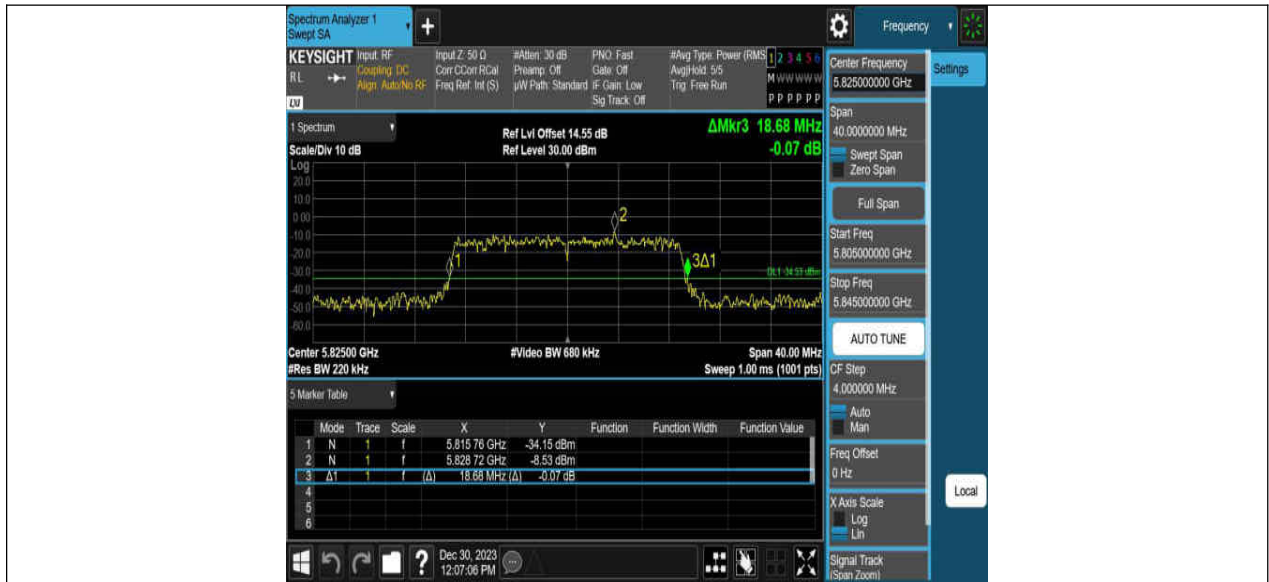 Spectrum Analyzer 1
Swept SA
+
Frequency
KEYSIGHT Input: RF Input Z: 50 Ω #Atten: 30 dB PNO: Fast #Avg Type: Power (RMS 1 2 3 4 5 6
RL Coupling: DC Corr CCorr RCal Preamp: Off Gate: Off Avg|Hold: 5/5 M W W W W W
Align: Auto/No RF Freq Ref: Int (S) µW Path: Standard IF Gain: Low Trig: Free Run
Sig Track: Off P P P P P P
LXI
Center Frequency
5.825000000 GHz
Settings
Span
40.0000000 MHz
Swept Span
Zero Span
Full Span
Start Freq
5.805000000 GHz
Stop Freq
5.845000000 GHz
AUTO TUNE
CF Step
4.000000 MHz
Auto
Man
Freq Offset
0 Hz
X Axis Scale
Log
Lin
Signal Track
(Span Zoom)
Local
1 Spectrum
Scale/Div 10 dB
Ref Lvl Offset 14.55 dB
Ref Level 30.00 dBm
ΔMkr3 18.68 MHz
-0.07 dB
Log
20.0
10.0
0.00
-10.0
-20.0
-30.0
-40.0
-50.0
-60.0
1
2
3Δ1
DL1 -34.53 dBm
Center 5.82500 GHz #Video BW 680 kHz Span 40.00 MHz
#Res BW 220 kHz Sweep 1.00 ms (1001 pts)
5 Marker Table
Mode Trace Scale X Y Function Function Width Function Value
1 N 1 f 5.815 76 GHz -34.15 dBm
2 N 1 f 5.828 72 GHz -8.53 dBm
3 Δ1 1 f (Δ) 18.68 MHz (Δ) -0.07 dB
4
5
6
?
Dec 30, 2023
12:07:06 PM